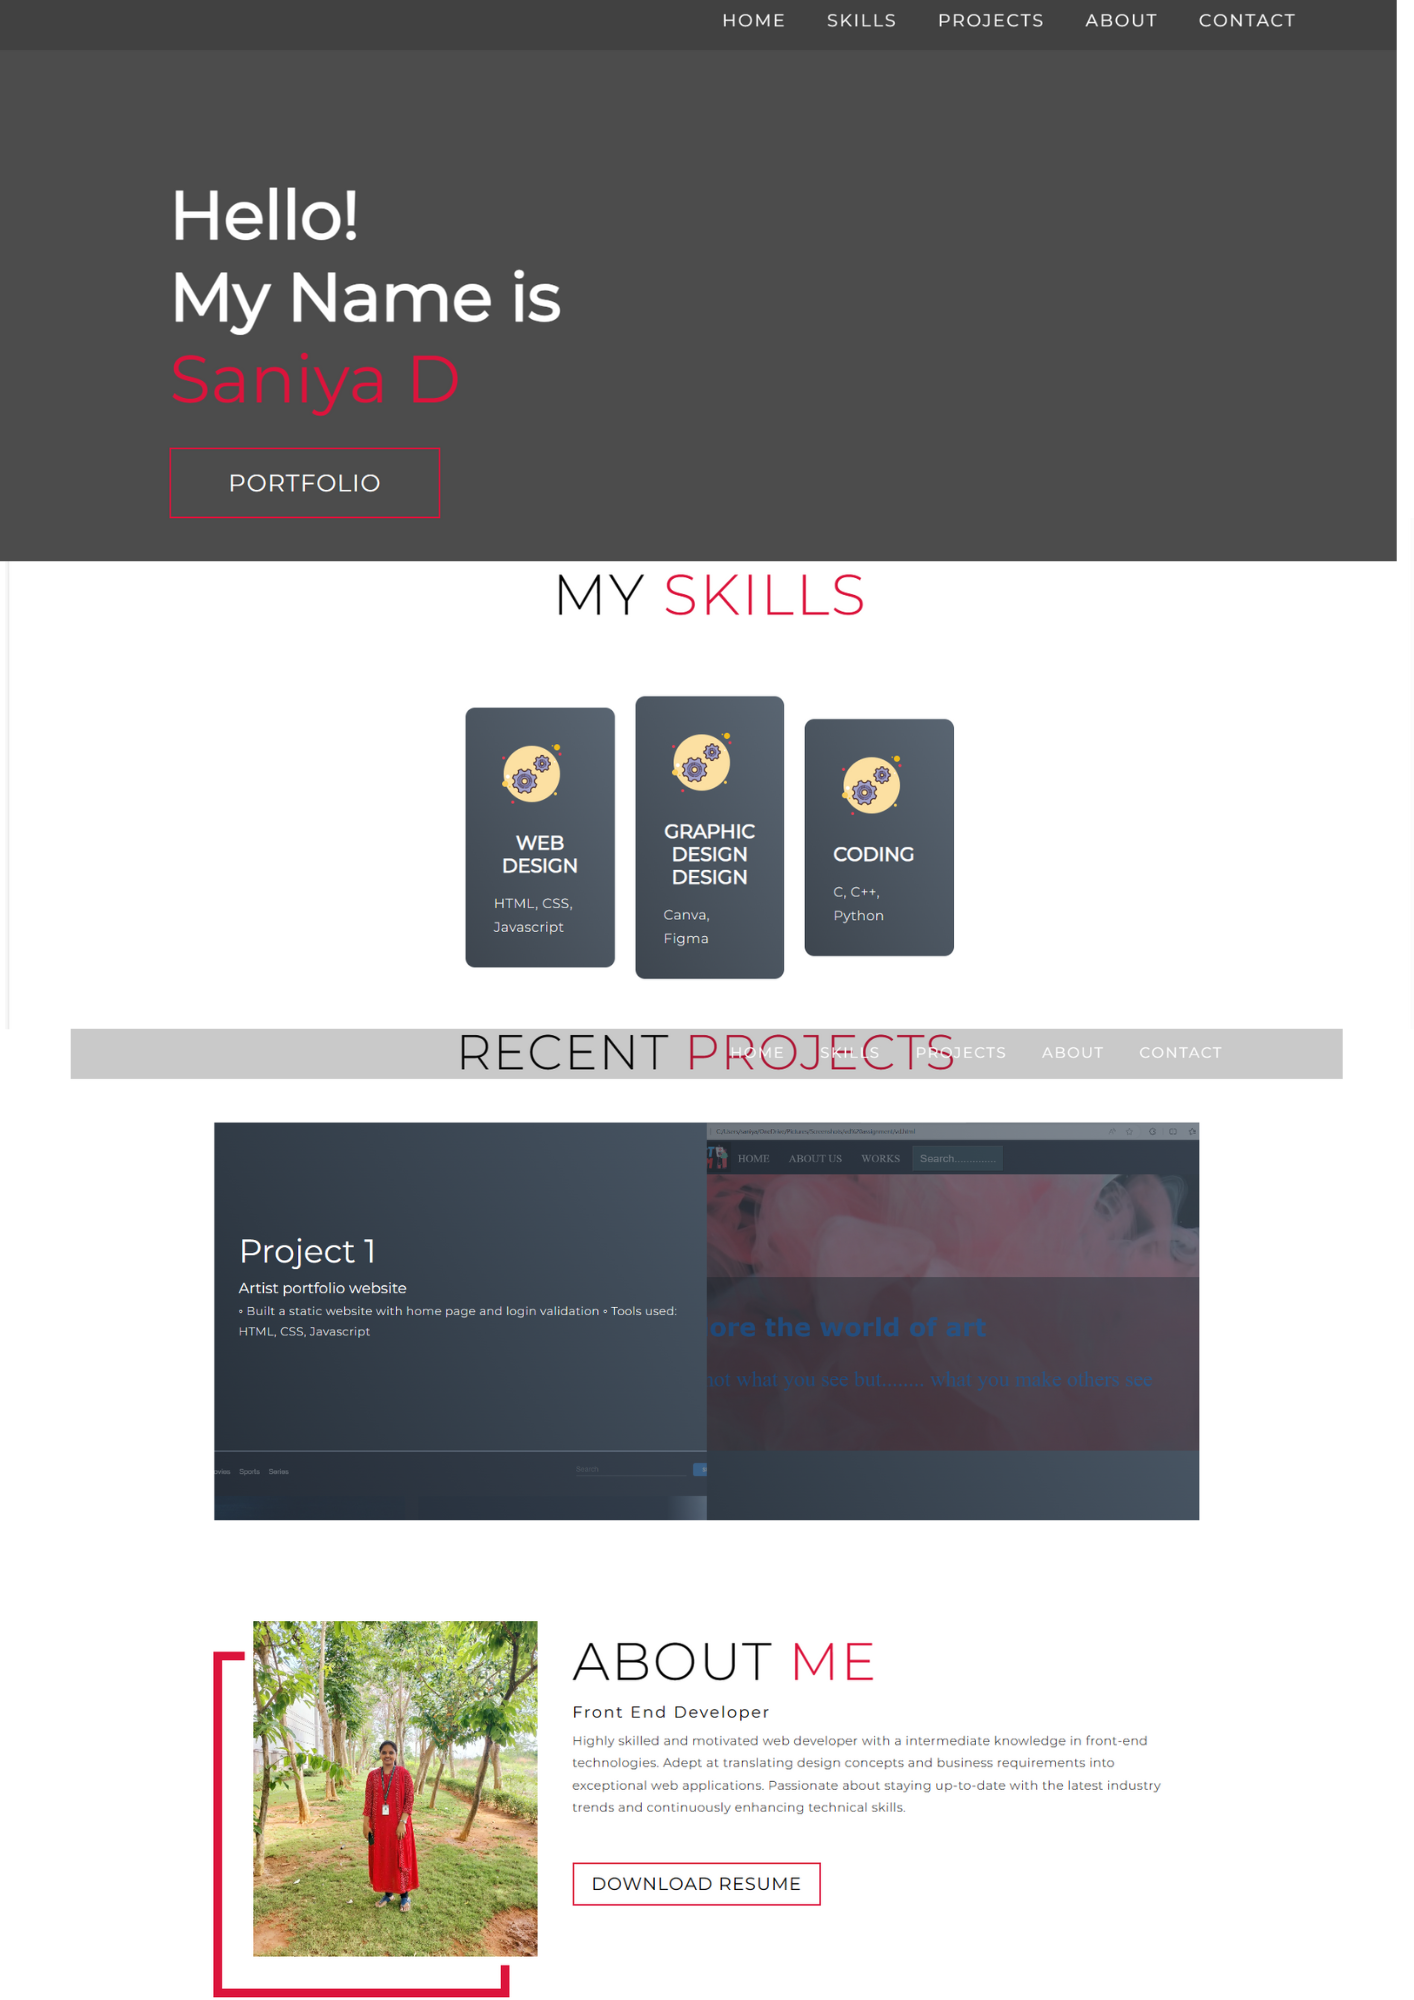 HOME SKILLS PROJECTS ABOUT CONTACT
Hello!
My Name is
Saniya D
PORTFOLIO
MY SKILLS
WEB
DESIGN
HTML, CSS,
Javascript
GRAPHIC
DESIGN
DESIGN
Canva,
Figma
CODING
C, C++,
Python
RECENT PROJECTS
HOME SKILLS PROJECTS ABOUT CONTACT
Project 1
Artist portfolio website
∘ Built a static website with home page and login validation ∘ Tools used:
HTML, CSS, Javascript
Sports Series
Search
HOME ABOUT US WORKS Search..............
ore the world of art
not what you see but........ what you make others see
ABOUT ME
Front End Developer
Highly skilled and motivated web developer with a intermediate knowledge in front-end
technologies. Adept at translating design concepts and business requirements into
exceptional web applications. Passionate about staying up-to-date with the latest industry
trends and continuously enhancing technical skills.
DOWNLOAD RESUME